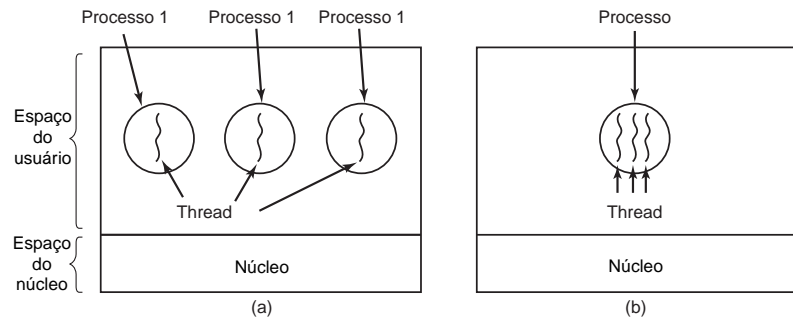 Processo 1 Processo 1 Processo 1
Processo
Espaço
do
usuário
Thread
Thread
Espaço
do
núcleo
Núcleo
Núcleo
(a)
(b)